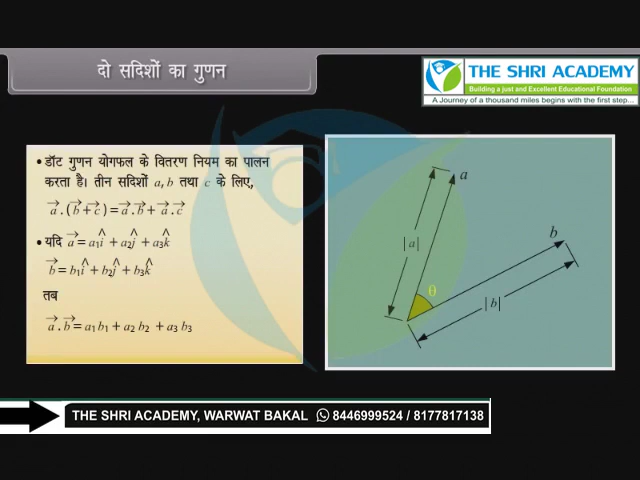 दो सदिशों का गुणन
THE SHRI ACADEMY
Building a just and Excellent Educational Foundation
A Journey of a thousand miles begins with the first step...
• डॉट गुणन योगफल के वितरण नियम का पालन
करता है। तीन सदिशों a, b तथा c के लिए,
a⃗ . (b⃗ + c⃗) = a⃗ . b⃗ + a⃗ . c⃗
• यदि a⃗ = a₁î + a₂ĵ + a₃k̂
b⃗ = b₁î + b₂ĵ + b₃k̂
तब
a⃗ . b⃗ = a₁ b₁ + a₂ b₂ + a₃ b₃
a
b
|a|
θ
|b|
THE SHRI ACADEMY, WARWAT BAKAL 8446999524 / 8177817138